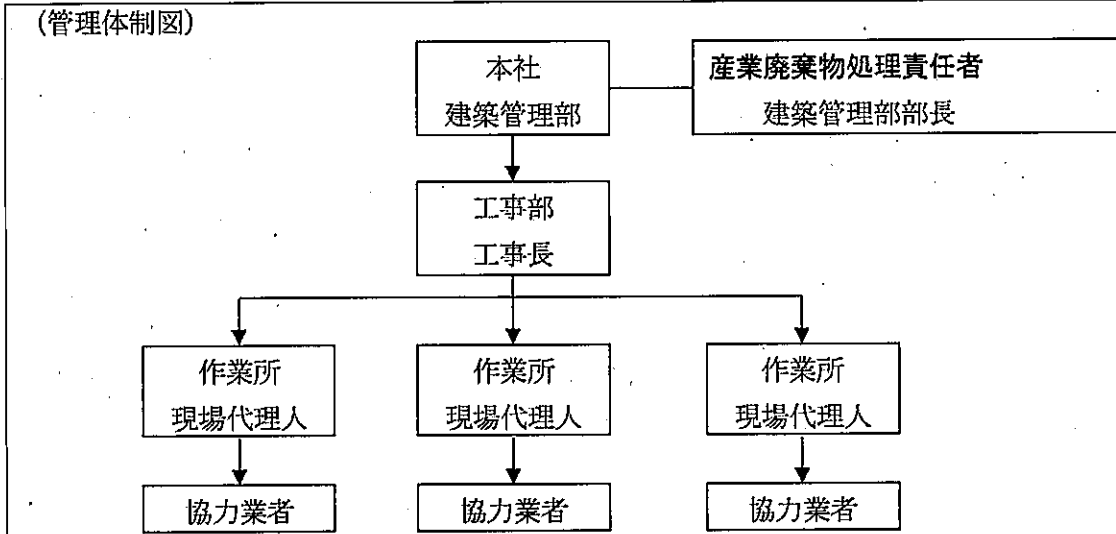 (管理体制図)
本社
建築管理部
産業廃棄物処理責任者
建築管理部部長
工事部
工事長
作業所
現場代理人
作業所
現場代理人
作業所
現場代理人
協力業者
協力業者
協力業者